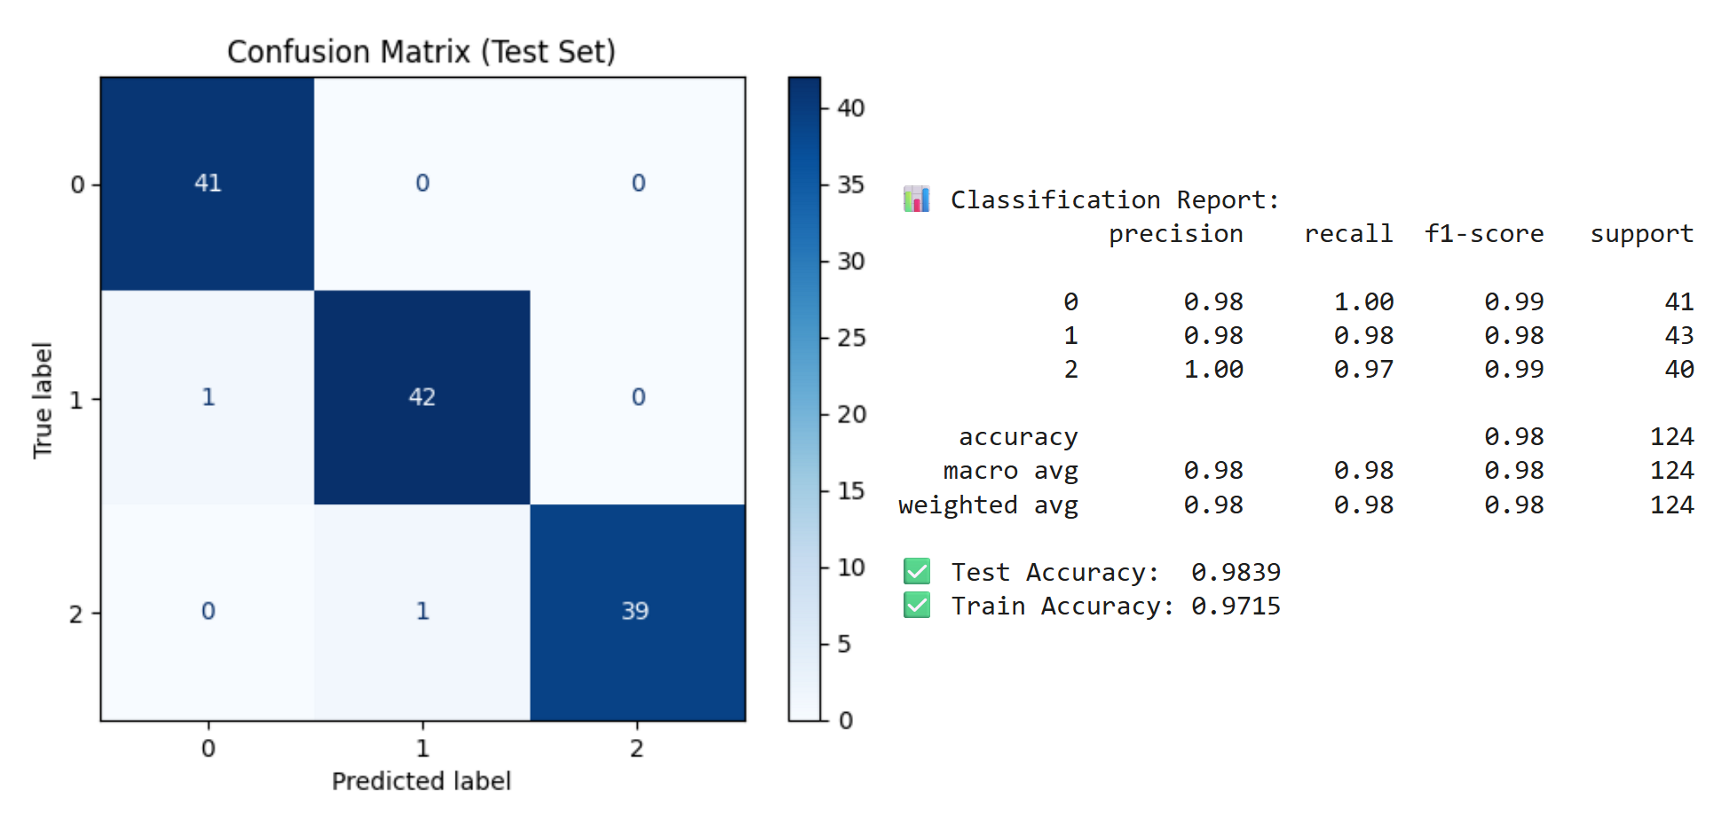 Confusion Matrix (Test Set)
True label
0 41 0 0
1 1 42 0
2 0 1 39
0 1 2
Predicted label
40
35
30
25
20
15
10
5
0
📊 Classification Report:
precision recall f1-score support
0 0.98 1.00 0.99 41
1 0.98 0.98 0.98 43
2 1.00 0.97 0.99 40
accuracy 0.98 124
macro avg 0.98 0.98 0.98 124
weighted avg 0.98 0.98 0.98 124
✅ Test Accuracy: 0.9839
✅ Train Accuracy: 0.9715